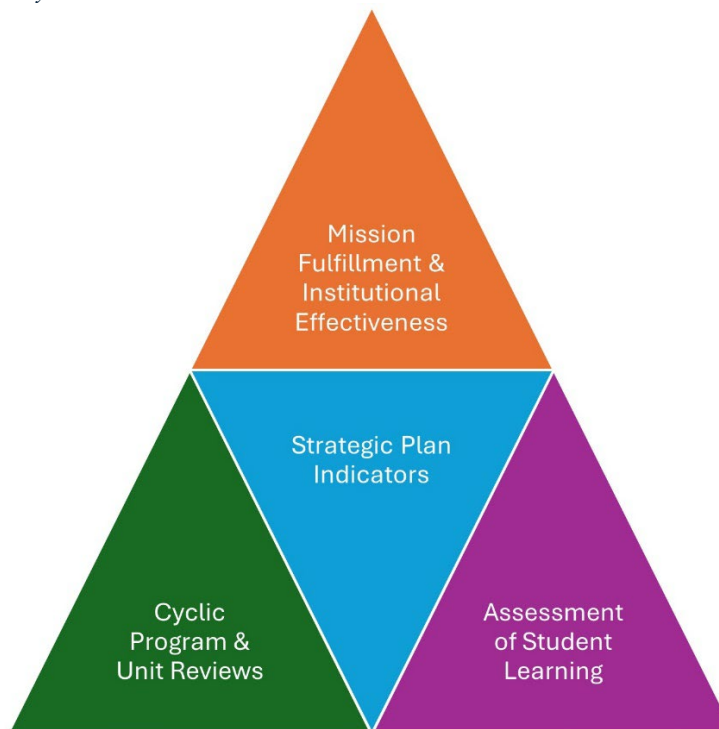 Mission
Fulfillment &
Institutional
Effectiveness
Strategic Plan
Indicators
Cyclic
Program &
Unit Reviews
Assessment
of Student
Learning